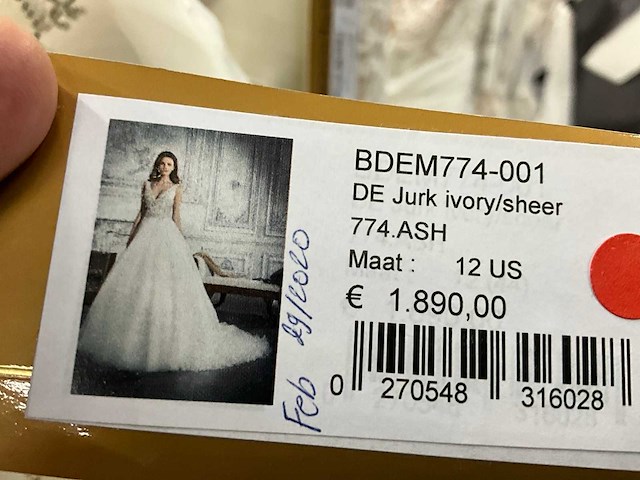 BDEM774-001
DE Jurk ivory/sheer
774.ASH
Maat : 12 US
€ 1.890,00
0 270548 316028
Feb 29/2020